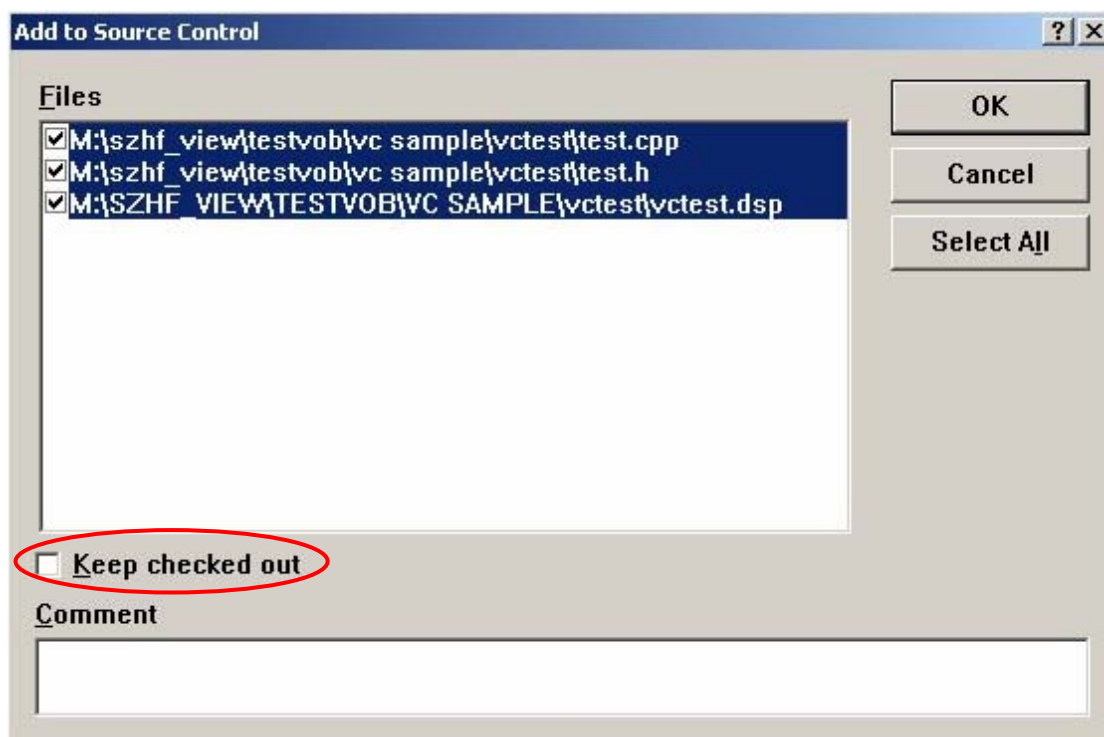 Add to Source Control
Files
M:\szhf_view\testvob\vc sample\vctest\test.cpp
M:\szhf_view\testvob\vc sample\vctest\test.h
M:\SZHF_VIEW\TESTVOB\VC SAMPLE\vctest\vctest.dsp
OK
Cancel
Select All
Keep checked out
Comment